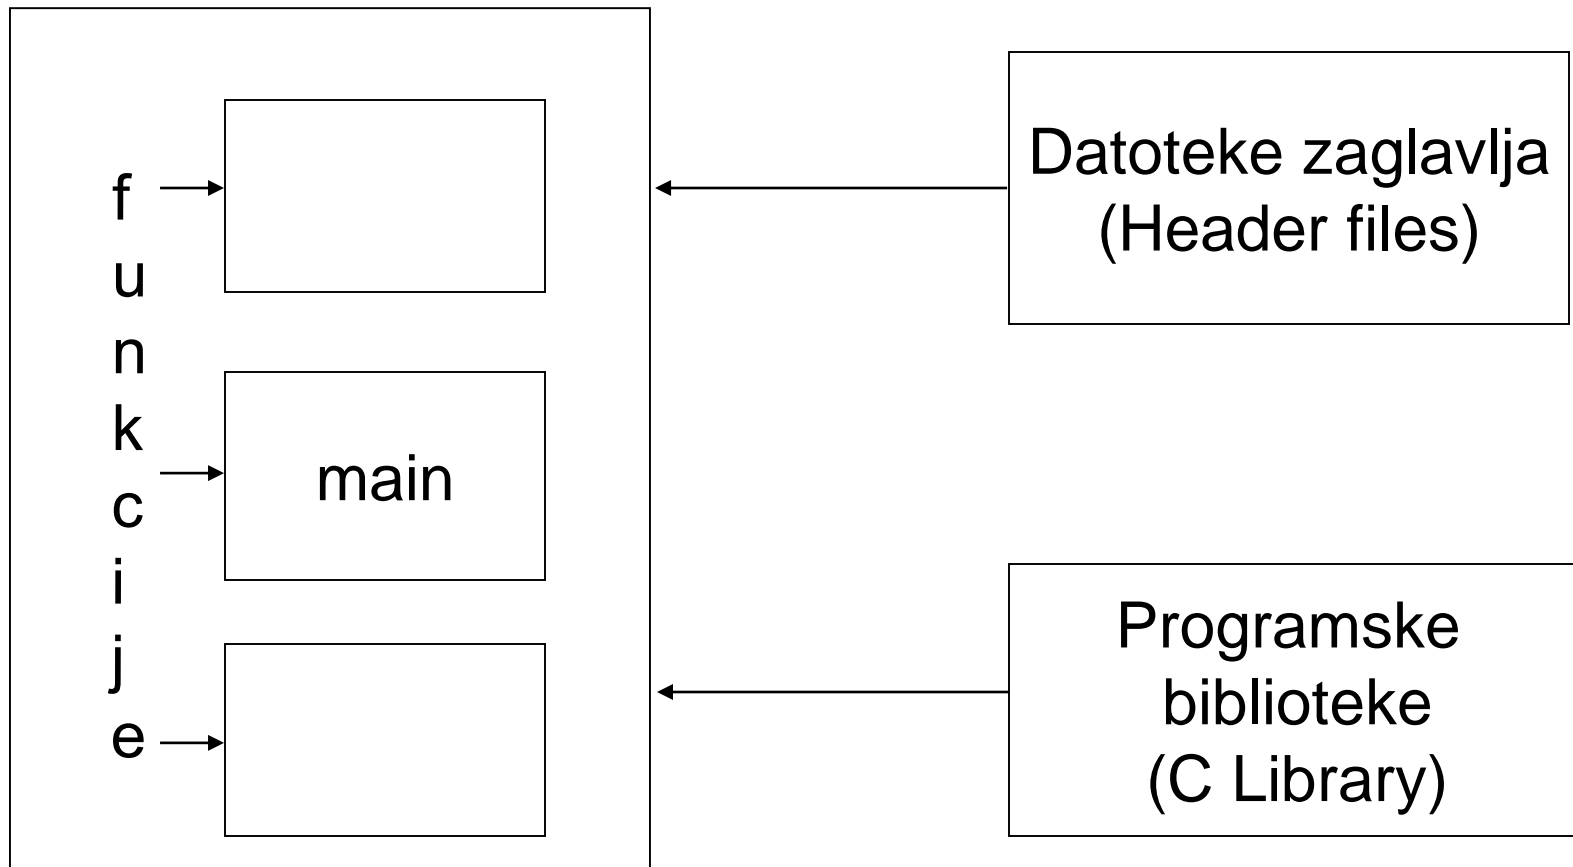 f
u
n
k
c
i
j
e
main
Datoteke zaglavlja
(Header files)
Programske
biblioteke
(C Library)